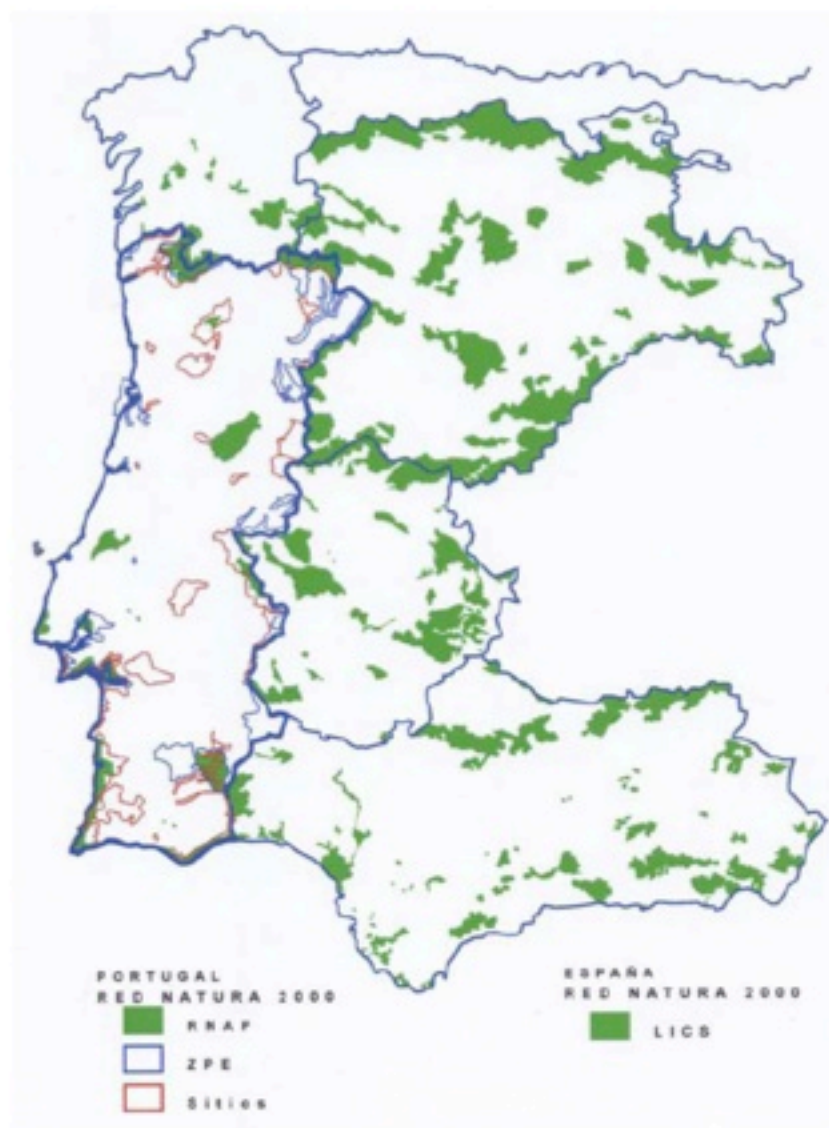 PORTUGAL
RED NATURA 2000
RNAP
ZPE
Sitios
ESPAÑA
RED NATURA 2000
LICS